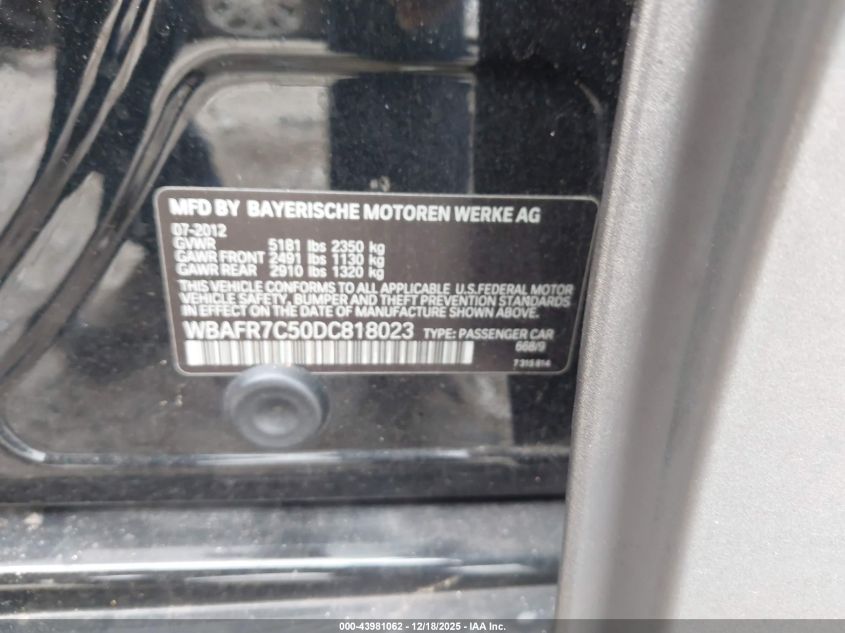 MFD BY BAYERISCHE MOTOREN WERKE AG
07-2012
GVWR 5181 lbs 2350 kg
GAWR FRONT 2491 lbs 1130 kg
GAWR REAR 2910 lbs 1320 kg
THIS VEHICLE CONFORMS TO ALL APPLICABLE U.S.FEDERAL MOTOR
VEHICLE SAFETY, BUMPER AND THEFT PREVENTION STANDARDS
IN EFFECT ON THE DATE OF MANUFACTURE SHOWN ABOVE.
WBAFR7C50DC818023 TYPE: PASSENGER CAR
668/9
7 315 814
000-43981062 - 12/18/2025 - IAA Inc.